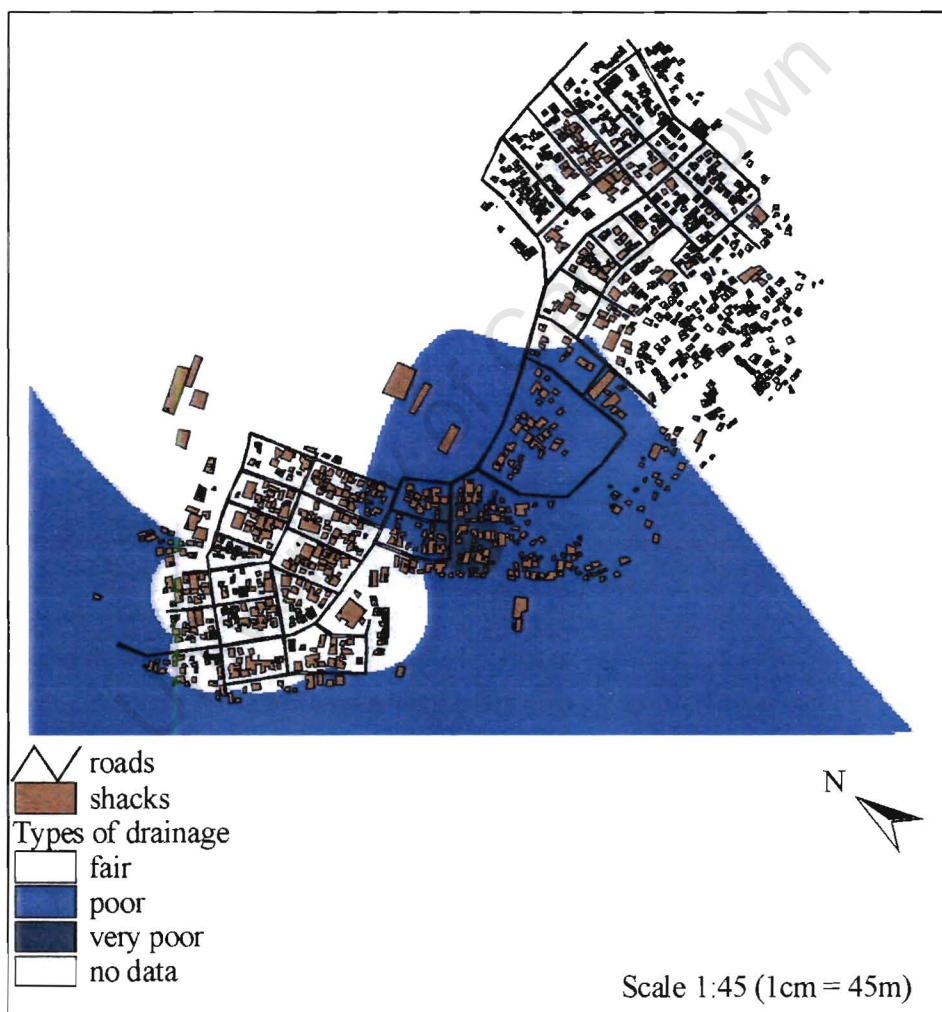 roads
shacks
Types of drainage
fair
poor
very poor
no data
N
Scale 1:45 (1cm = 45m)